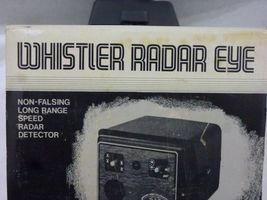 WHISTLER RADAR EYE
NON-FALSING
LONG RANGE
SPEED
RADAR
DETECTOR